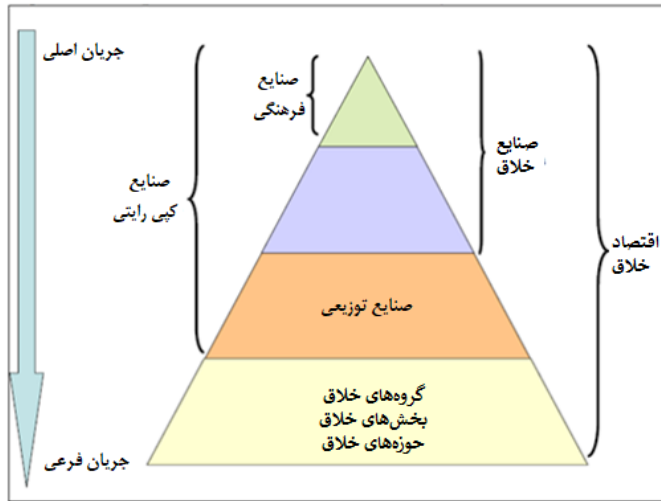 جریان اصلی
صنایع
فرهنگی
صنایع
خلاق
صنایع
کپی رایتی
اقتصاد
خلاق
صنایع توزیعی
گروه‌های خلاق
بخش‌های خلاق
حوزه‌های خلاق
جریان فرعی